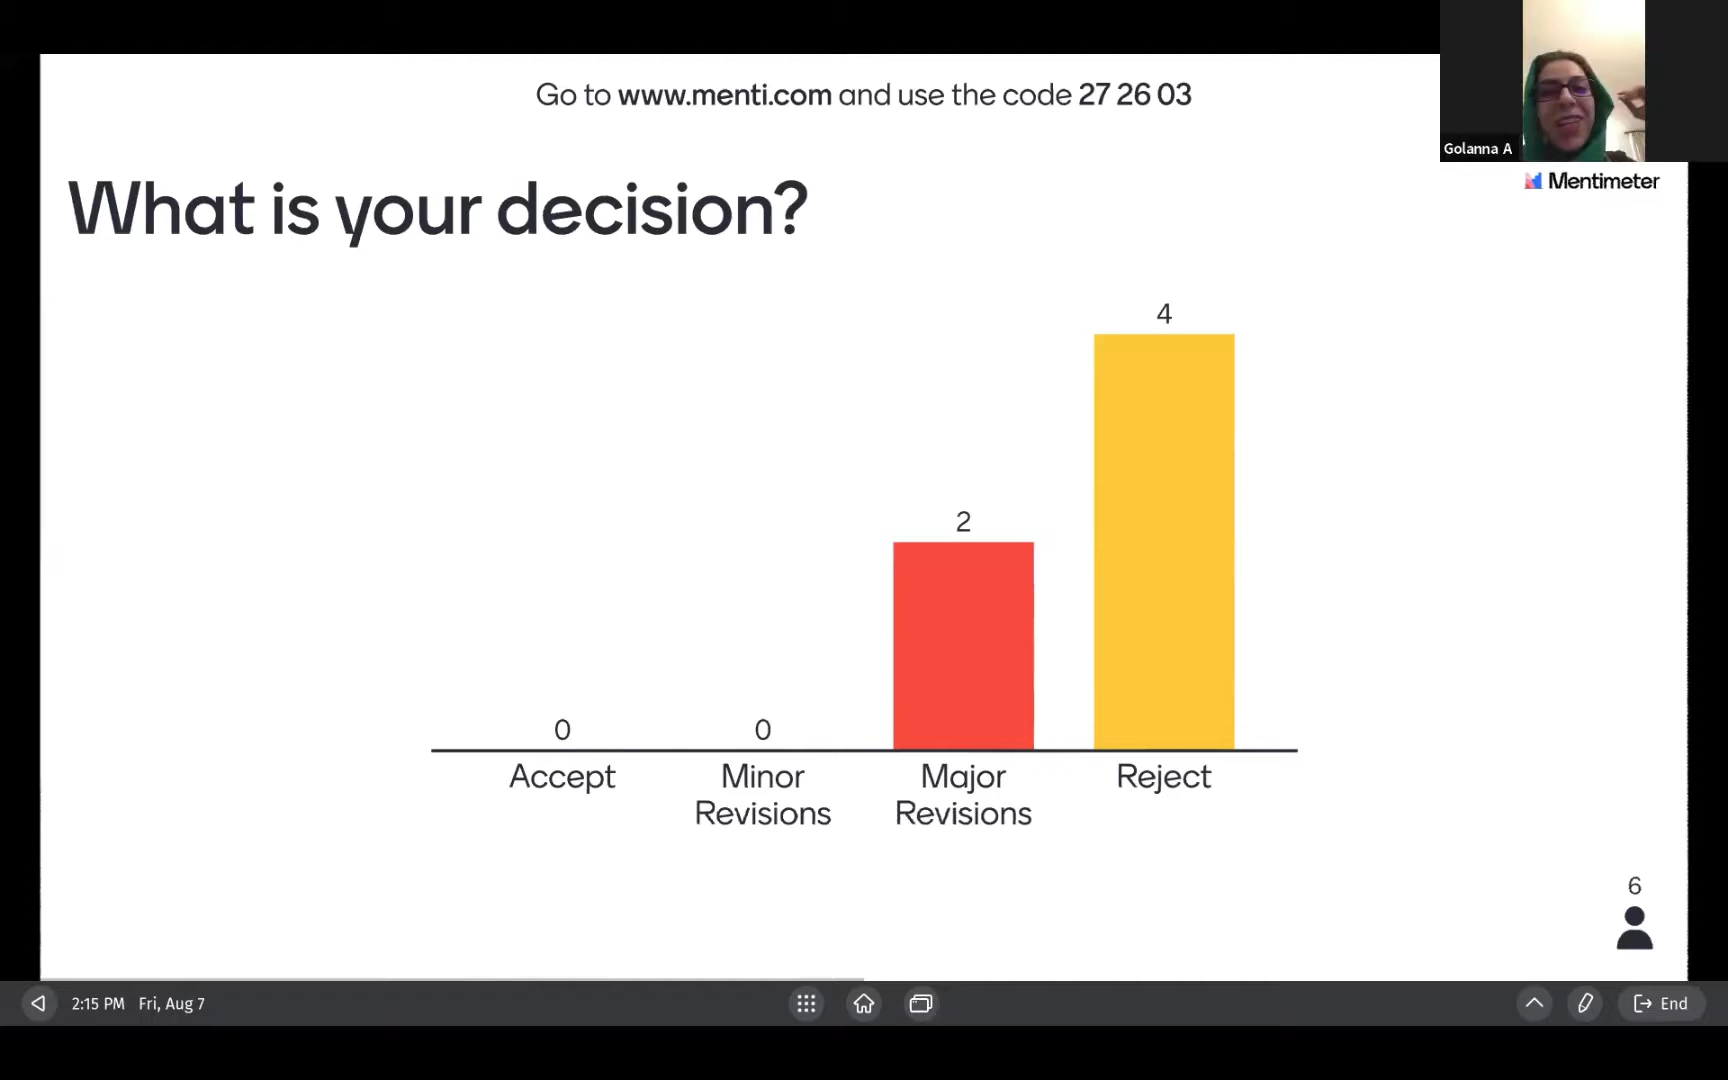 Go to www.menti.com and use the code 27 26 03
Golanna A
Mentimeter
What is your decision?
4
2
0
0
Accept
Minor
Revisions
Major
Revisions
Reject
6
2:15 PM Fri, Aug 7
End